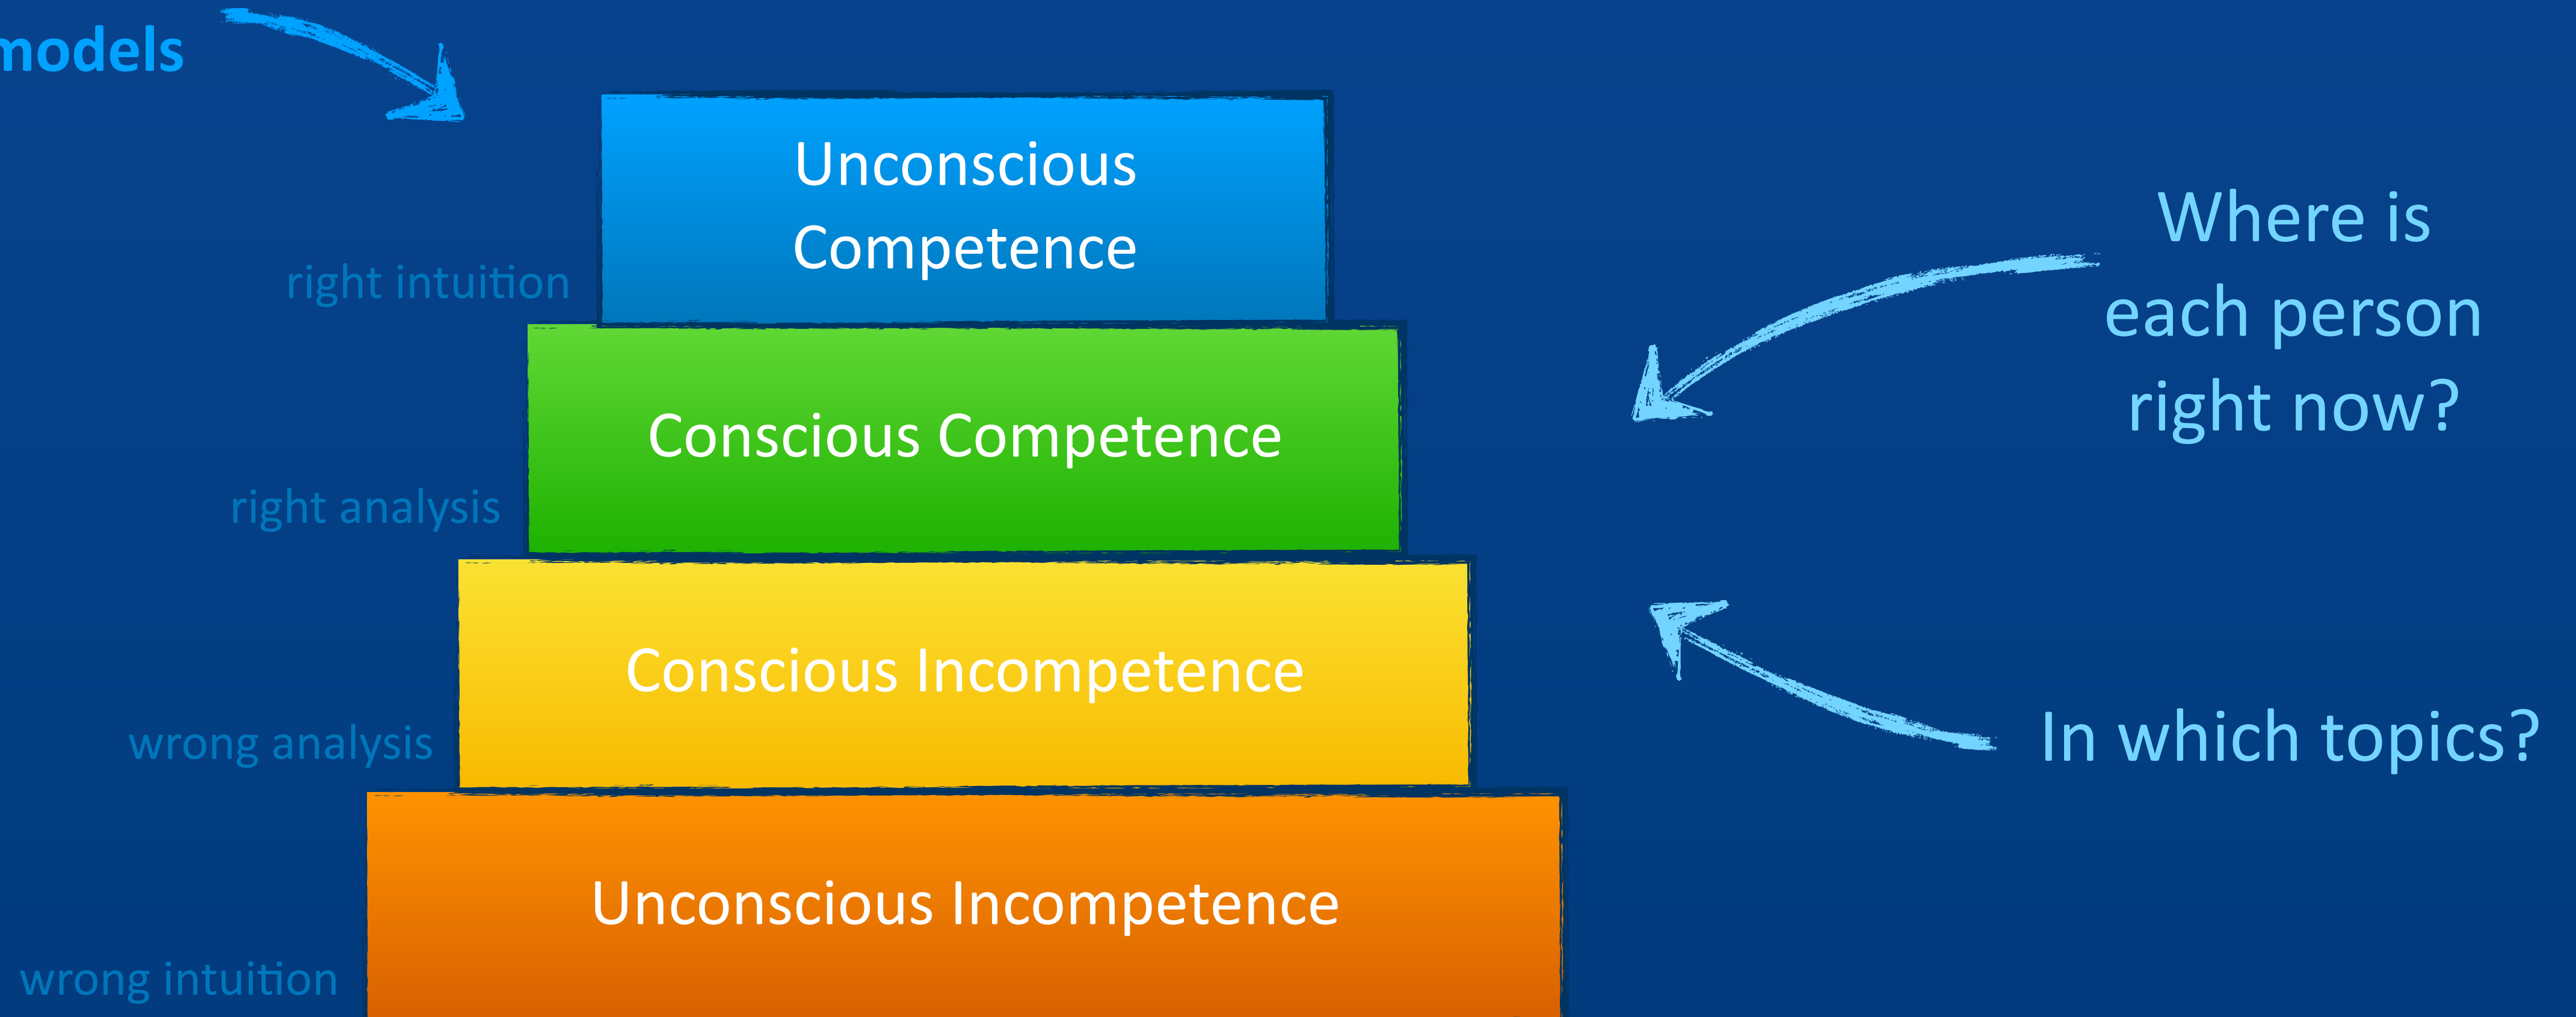 models
Unconscious
Competence
right intuition
Where is
each person
right now?
Conscious Competence
right analysis
Conscious Incompetence
wrong analysis
In which topics?
Unconscious Incompetence
wrong intuition